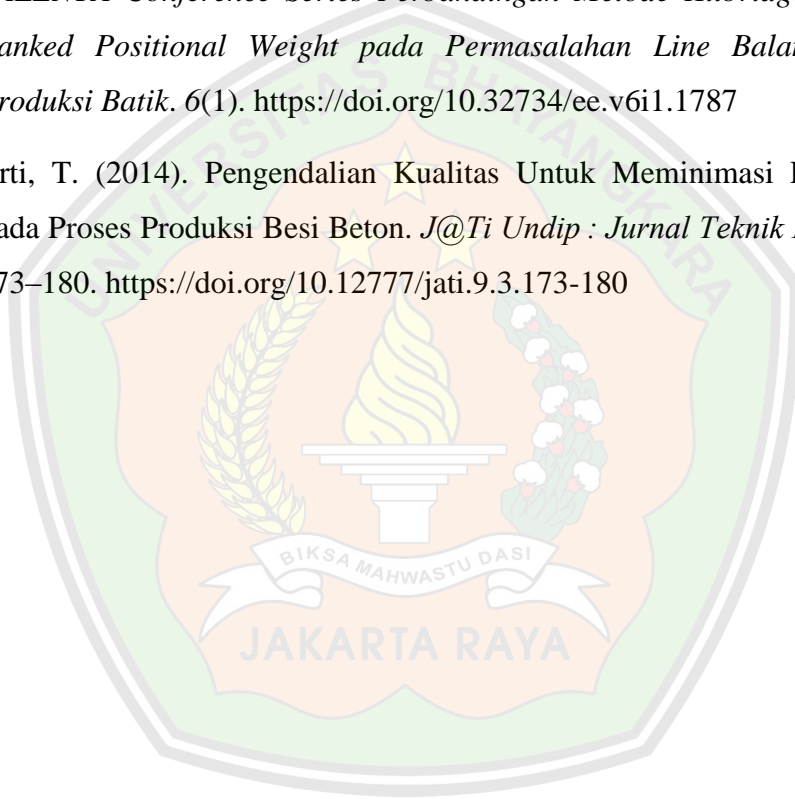 Conference Series Perbandingan Metode
anked Positional Weight pada Permasalahan Line Balan
roduksi Batik. 6(1). https://doi.org/10.32734/ee.v6i1.1787
rti, T. (2014). Pengendalian Kualitas Untuk Meminimasi
ada Proses Produksi Besi Beton. J@Ti Undip : Jurnal Teknik
73–180. https://doi.org/10.12777/jati.9.3.173-180
UNIVERSITAS BHAYANGKARA
BIKSA MAHWASTU DASI
JAKARTA RAYA